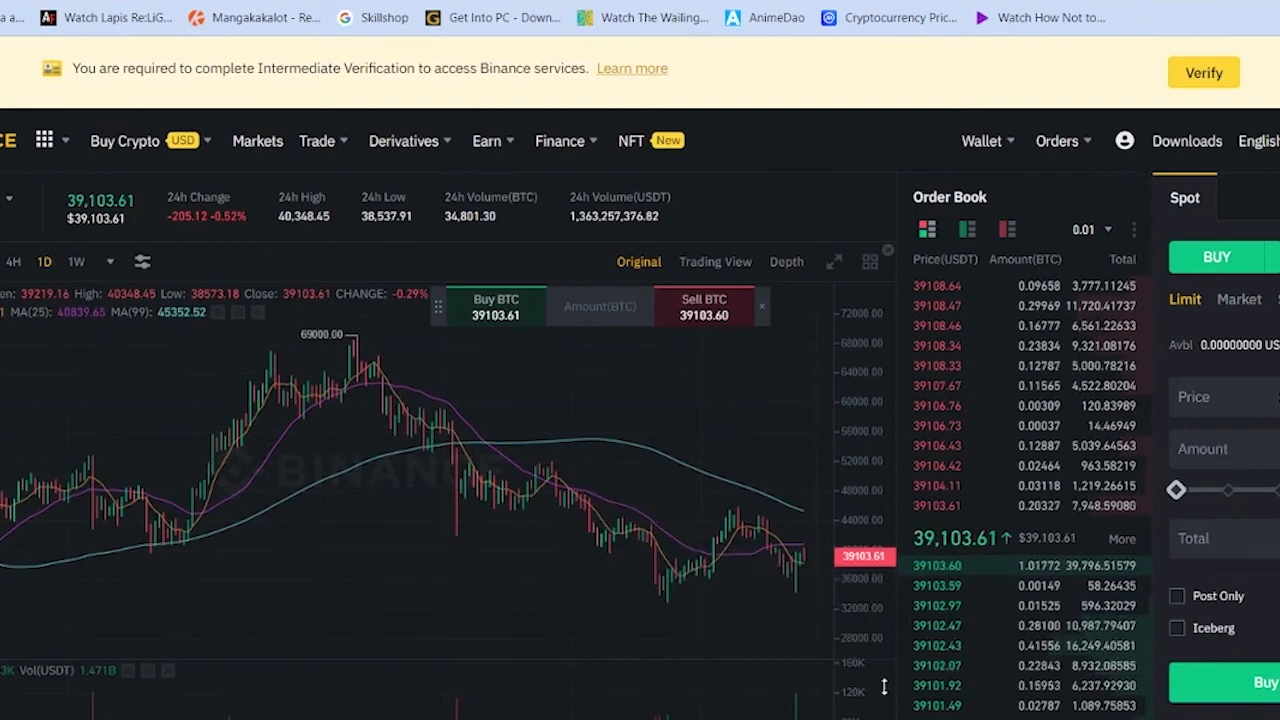 a... Watch Lapis Re:LiG... Mangakakalot - Re... Skillshop Get Into PC - Down... Watch The Wailing... AnimeDao Cryptocurrency Pric... Watch How Not to...
You are required to complete Intermediate Verification to access Binance services. Learn more Verify
CE Buy Crypto USD Markets Trade Derivatives Earn Finance NFT New Wallet Orders Downloads English
39,103.61 $39,103.61
24h Change -205.12 -0.52%
24h High 40,348.45
24h Low 38,537.91
24h Volume(BTC) 34,801.30
24h Volume(USDT) 1,363,257,376.82
4H 1D 1W Original Trading View Depth
en: 39219.16 High: 40348.45 Low: 38573.18 Close: 39103.61 CHANGE: -0.29%
1 MA(25): 40839.65 MA(99): 45352.52
Buy BTC 39103.61
Amount(BTC)
Sell BTC 39103.60
69000.00
BINANC
72000.00
68000.00
64000.00
60000.00
56000.00
52000.00
48000.00
44000.00
39103.61
36000.00
32000.00
28000.00
160K
120K
3K Vol(USDT) 1.471B
Order Book
0.01
Price(USDT) Amount(BTC) Total
39108.64 0.09658 3,777.11245
39108.47 0.29969 11,720.41737
39108.46 0.16777 6,561.22633
39108.34 0.23834 9,321.08176
39108.33 0.12787 5,000.78216
39107.67 0.11565 4,522.80204
39106.76 0.00309 120.83989
39106.73 0.00037 14.46949
39106.43 0.12887 5,039.64563
39106.42 0.02464 963.58219
39104.11 0.03118 1,219.26615
39103.61 0.20327 7,948.59080
39,103.61↑ $39,103.61 More
39103.60 1.01772 39,796.51579
39103.59 0.00149 58.26435
39102.97 0.01525 596.32029
39102.47 0.28100 10,987.79407
39102.43 0.41556 16,249.40581
39102.07 0.22843 8,932.08585
39101.92 0.15953 6,237.92930
39101.49 0.02787 1,089.75853
Spot
BUY
Limit Market
Avbl 0.00000000 US
Price
Amount
Total
Post Only
Iceberg
Buy